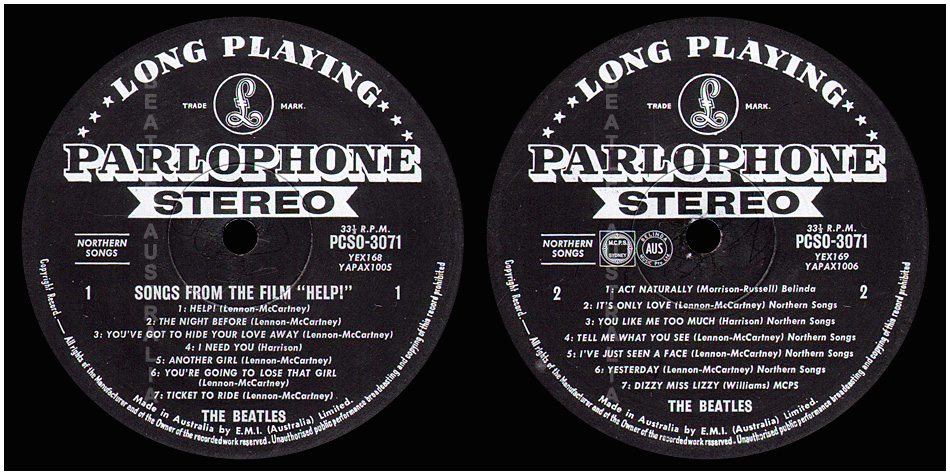 LONG PLAYING
TRADE MARK.
£
PARLOPHONE
STEREO
33⅓ R.P.M.
PCSO-3071
YEX168
YAPAX1005
NORTHERN
SONGS
1 SONGS FROM THE FILM "HELP!" 1
1: HELP! (Lennon-McCartney)
2: THE NIGHT BEFORE (Lennon-McCartney)
3: YOU'VE GOT TO HIDE YOUR LOVE AWAY (Lennon-McCartney)
4: I NEED YOU (Harrison)
5: ANOTHER GIRL (Lennon-McCartney)
6: YOU'RE GOING TO LOSE THAT GIRL
(Lennon-McCartney)
7: TICKET TO RIDE (Lennon-McCartney)
THE BEATLES
Made in Australia by E.M.I. (Australia) Limited.
Copyright Record.— All rights of the Manufacturer and of the Owner of the recorded work reserved. Unauthorised public performance broadcasting and copying of this record prohibited
BEATLES AUSTRALIA
LONG PLAYING
TRADE MARK.
£
PARLOPHONE
STEREO
33⅓ R.P.M.
PCSO-3071
YEX169
YAPAX1006
NORTHERN
SONGS
M.C.P.S.
SYDNEY
BELINDA
AUS
MUSIC Pty. Ltd.
2 2
1: ACT NATURALLY (Morrison-Russell) Belinda
2: IT'S ONLY LOVE (Lennon-McCartney) Northern Songs
3: YOU LIKE ME TOO MUCH (Harrison) Northern Songs
4: TELL ME WHAT YOU SEE (Lennon-McCartney) Northern Songs
5: I'VE JUST SEEN A FACE (Lennon-McCartney) Northern Songs
6: YESTERDAY (Lennon-McCartney) Northern Songs
7: DIZZY MISS LIZZY (Williams) MCPS
THE BEATLES
Made in Australia by E.M.I. (Australia) Limited.
Copyright Record.— All rights of the Manufacturer and of the Owner of the recorded work reserved. Unauthorised public performance broadcasting and copying of this record prohibited
BEATLES AUSTRALIA